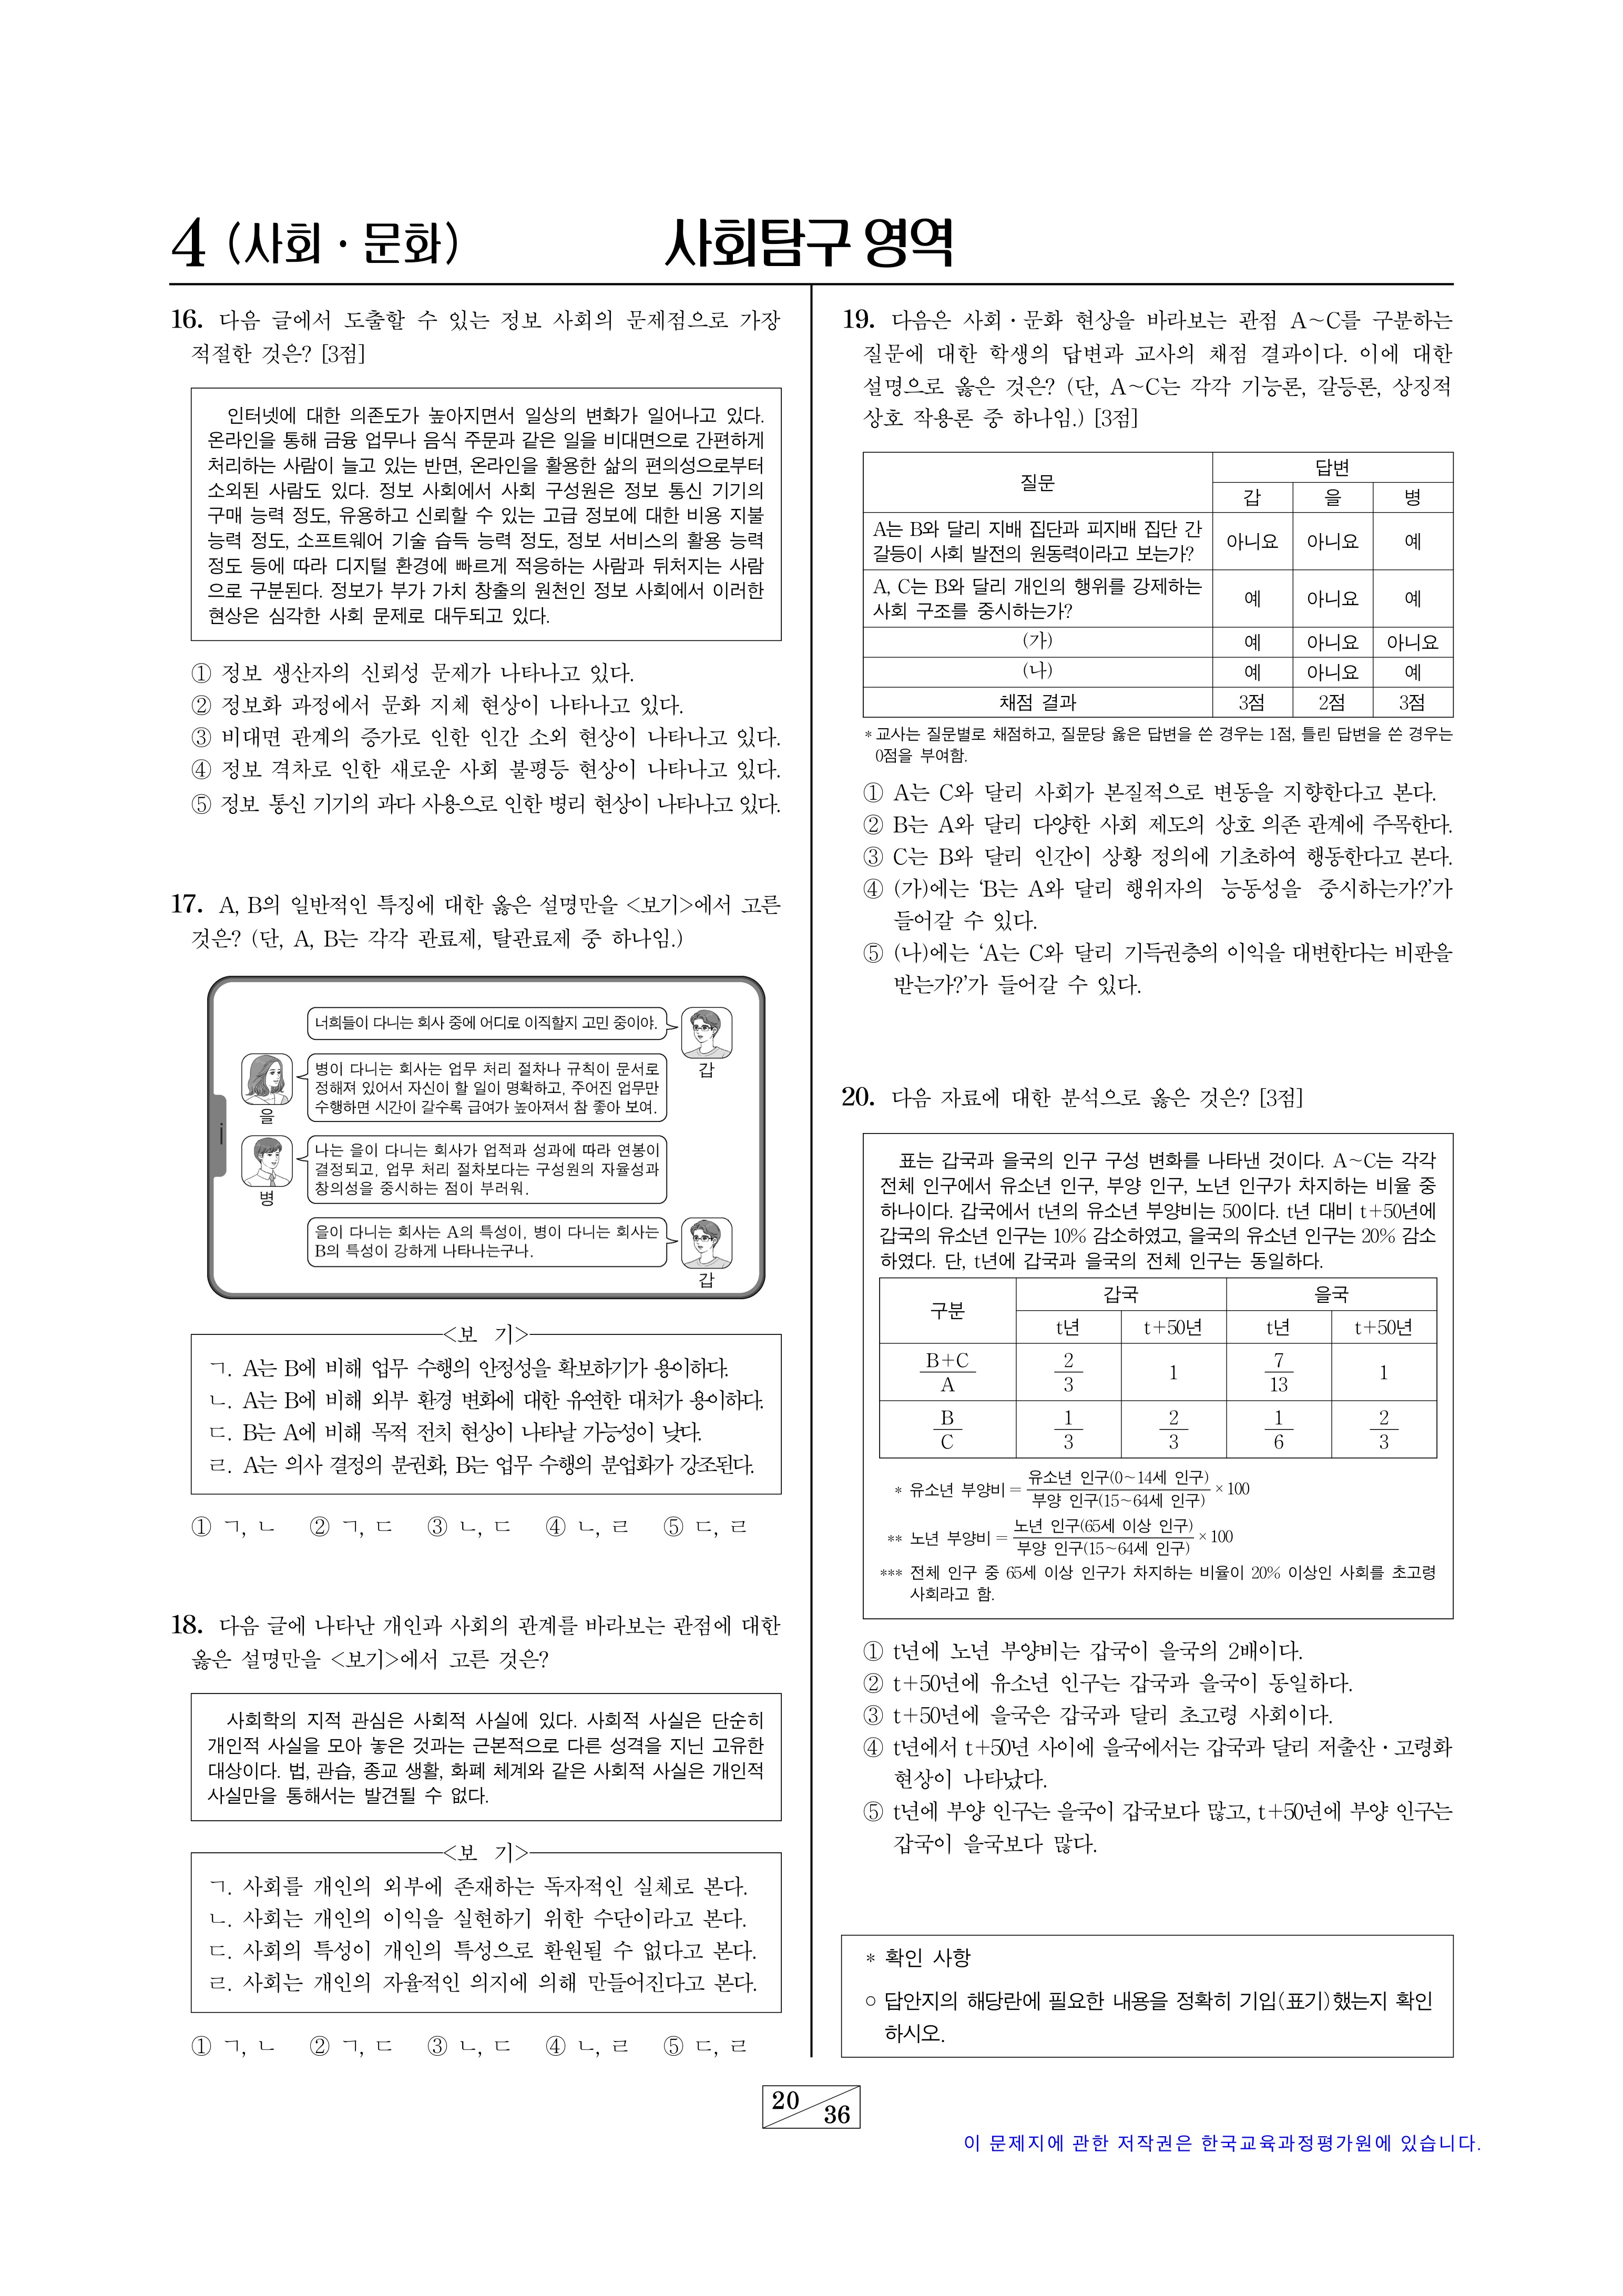 4 (사회·문화)
사회탐구 영역
16. 다음 글에서 도출할 수 있는 정보 사회의 문제점으로 가장
적절한 것은? [3점]
인터넷에 대한 의존도가 높아지면서 일상의 변화가 일어나고 있다.
온라인을 통해 금융 업무나 음식 주문과 같은 일을 비대면으로 간편하게
처리하는 사람이 늘고 있는 반면, 온라인을 활용한 삶의 편의성으로부터
소외된 사람도 있다. 정보 사회에서 사회 구성원은 정보 통신 기기의
구매 능력 정도, 유용하고 신뢰할 수 있는 고급 정보에 대한 비용 지불
능력 정도, 소프트웨어 기술 습득 능력 정도, 정보 서비스의 활용 능력
정도 등에 따라 디지털 환경에 빠르게 적응하는 사람과 뒤처지는 사람
으로 구분된다. 정보가 부가 가치 창출의 원천인 정보 사회에서 이러한
현상은 심각한 사회 문제로 대두되고 있다.
① 정보 생산자의 신뢰성 문제가 나타나고 있다.
② 정보화 과정에서 문화 지체 현상이 나타나고 있다.
③ 비대면 관계의 증가로 인한 인간 소외 현상이 나타나고 있다.
④ 정보 격차로 인한 새로운 사회 불평등 현상이 나타나고 있다.
⑤ 정보 통신 기기의 과다 사용으로 인한 병리 현상이 나타나고 있다.
17. A, B의 일반적인 특징에 대한 옳은 설명만을 <보기>에서 고른
것은? (단, A, B는 각각 관료제, 탈관료제 중 하나임.)
너희들이 다니는 회사 중에 어디로 이직할지 고민 중이야.
갑
병이 다니는 회사는 업무 처리 절차나 규칙이 문서로
정해져 있어서 자신이 할 일이 명확하고, 주어진 업무만
수행하면 시간이 갈수록 급여가 높아져서 참 좋아 보여.
을
나는 을이 다니는 회사가 업적과 성과에 따라 연봉이
결정되고, 업무 처리 절차보다는 구성원의 자율성과
창의성을 중시하는 점이 부러워.
병
을이 다니는 회사는 A의 특성이, 병이 다니는 회사는
B의 특성이 강하게 나타나는구나.
갑
<보 기>
ㄱ. A는 B에 비해 업무 수행의 안정성을 확보하기가 용이하다.
ㄴ. A는 B에 비해 외부 환경 변화에 대한 유연한 대처가 용이하다.
ㄷ. B는 A에 비해 목적 전치 현상이 나타날 가능성이 낮다.
ㄹ. A는 의사 결정의 분권화, B는 업무 수행의 분업화가 강조된다.
① ㄱ, ㄴ ② ㄱ, ㄷ ③ ㄴ, ㄷ ④ ㄴ, ㄹ ⑤ ㄷ, ㄹ
18. 다음 글에 나타난 개인과 사회의 관계를 바라보는 관점에 대한
옳은 설명만을 <보기>에서 고른 것은?
사회학의 지적 관심은 사회적 사실에 있다. 사회적 사실은 단순히
개인적 사실을 모아 놓은 것과는 근본적으로 다른 성격을 지닌 고유한
대상이다. 법, 관습, 종교 생활, 화폐 체계와 같은 사회적 사실은 개인적
사실만을 통해서는 발견될 수 없다.
<보 기>
ㄱ. 사회를 개인의 외부에 존재하는 독자적인 실체로 본다.
ㄴ. 사회는 개인의 이익을 실현하기 위한 수단이라고 본다.
ㄷ. 사회의 특성이 개인의 특성으로 환원될 수 없다고 본다.
ㄹ. 사회는 개인의 자율적인 의지에 의해 만들어진다고 본다.
① ㄱ, ㄴ ② ㄱ, ㄷ ③ ㄴ, ㄷ ④ ㄴ, ㄹ ⑤ ㄷ, ㄹ
19. 다음은 사회·문화 현상을 바라보는 관점 A~C를 구분하는
질문에 대한 학생의 답변과 교사의 채점 결과이다. 이에 대한
설명으로 옳은 것은? (단, A~C는 각각 기능론, 갈등론, 상징적
상호 작용론 중 하나임.) [3점]
질문 답변
갑 을 병
A는 B와 달리 지배 집단과 피지배 집단 간
갈등이 사회 발전의 원동력이라고 보는가? 아니요 아니요 예
A, C는 B와 달리 개인의 행위를 강제하는
사회 구조를 중시하는가? 예 아니요 예
(가) 예 아니요 아니요
(나) 예 아니요 예
채점 결과 3점 2점 3점
* 교사는 질문별로 채점하고, 질문당 옳은 답변을 쓴 경우는 1점, 틀린 답변을 쓴 경우는
0점을 부여함.
① A는 C와 달리 사회가 본질적으로 변동을 지향한다고 본다.
② B는 A와 달리 다양한 사회 제도의 상호 의존 관계에 주목한다.
③ C는 B와 달리 인간이 상황 정의에 기초하여 행동한다고 본다.
④ (가)에는 ‘B는 A와 달리 행위자의 능동성을 중시하는가?’가
들어갈 수 있다.
⑤ (나)에는 ‘A는 C와 달리 기득권층의 이익을 대변한다는 비판을
받는가?’가 들어갈 수 있다.
20. 다음 자료에 대한 분석으로 옳은 것은? [3점]
표는 갑국과 을국의 인구 구성 변화를 나타낸 것이다. A~C는 각각
전체 인구에서 유소년 인구, 부양 인구, 노년 인구가 차지하는 비율 중
하나이다. 갑국에서 t년의 유소년 부양비는 50이다. t년 대비 t+50년에
갑국의 유소년 인구는 10% 감소하였고, 을국의 유소년 인구는 20% 감소
하였다. 단, t년에 갑국과 을국의 전체 인구는 동일하다.
구분 갑국 을국
t년 t+50년 t년 t+50년
B+C/A 2/3 1 7/13 1
B/C 1/3 2/3 1/6 2/3
* 유소년 부양비 = 유소년 인구(0~14세 인구)/부양 인구(15~64세 인구) × 100
** 노년 부양비 = 노년 인구(65세 이상 인구)/부양 인구(15~64세 인구) × 100
*** 전체 인구 중 65세 이상 인구가 차지하는 비율이 20% 이상인 사회를 초고령
사회라고 함.
① t년에 노년 부양비는 갑국이 을국의 2배이다.
② t+50년에 유소년 인구는 갑국과 을국이 동일하다.
③ t+50년에 을국은 갑국과 달리 초고령 사회이다.
④ t년에서 t+50년 사이에 을국에서는 갑국과 달리 저출산·고령화
현상이 나타났다.
⑤ t년에 부양 인구는 을국이 갑국보다 많고, t+50년에 부양 인구는
갑국이 을국보다 많다.
* 확인 사항
○ 답안지의 해당란에 필요한 내용을 정확히 기입(표기)했는지 확인
하시오.
20 36
이 문제지에 관한 저작권은 한국교육과정평가원에 있습니다.